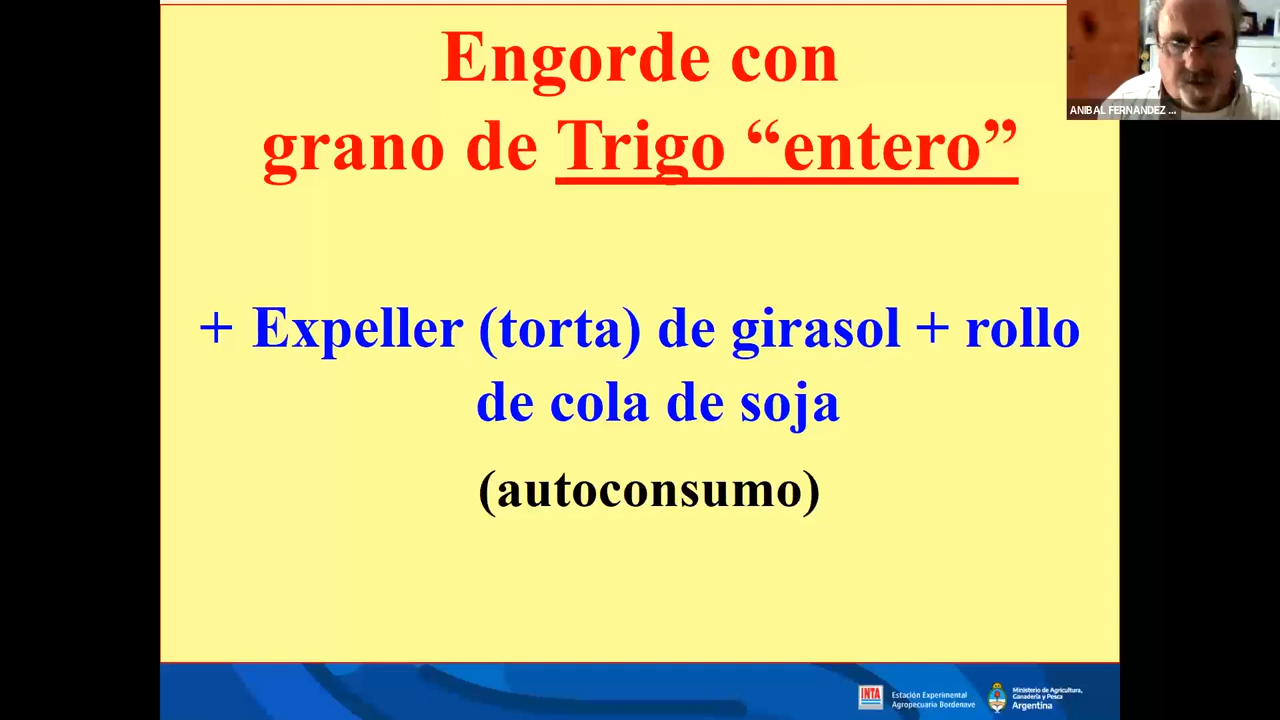 Engorde con
grano de Trigo “entero”
+ Expeller (torta) de girasol + rollo
de cola de soja
(autoconsumo)
ANIBAL FERNANDEZ ...
INTA
Estación Experimental
Agropecuaria Bordenave
Ministerio de Agricultura,
Ganadería y Pesca
Argentina